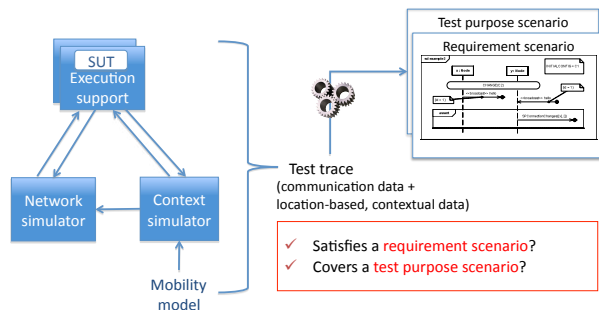 Test purpose scenario
Requirement scenario
SUT
Execution
support
Network
simulator
Context
simulator
Mobility
model
Test trace
(communication data +
location-based, contextual data)
✓ Satisfies a requirement scenario?
✓ Covers a test purpose scenario?